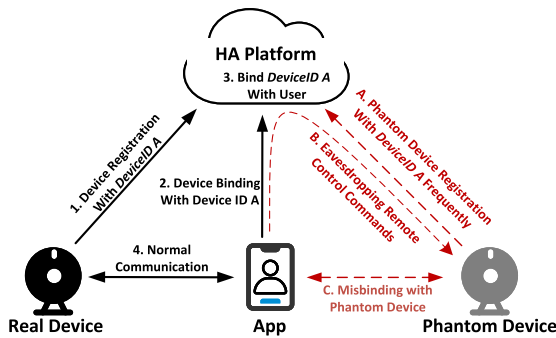 HA Platform
3. Bind DeviceID A
With User
1. Device Registration
With DeviceID A
2. Device Binding
With Device ID A
A. Phantom Device Registration
With DeviceID A Frequently
B. Eavesdropping Remote
Control Commands
4. Normal
Communication
C. Misbinding with
Phantom Device
Real Device
App
Phantom Device